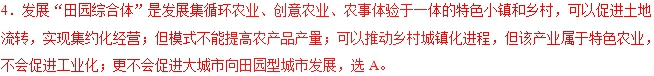 4．发展“田园综合体”是发展集循环农业、创意农业、农事体验于一体的特色小镇和乡村，可以促进土地
流转，实现集约化经营；但模式不能提高农产品产量；可以推动乡村城镇化进程，但该产业属于特色农业，
不会促进工业化；更不会促进大城市向田园型城市发展，选 A。